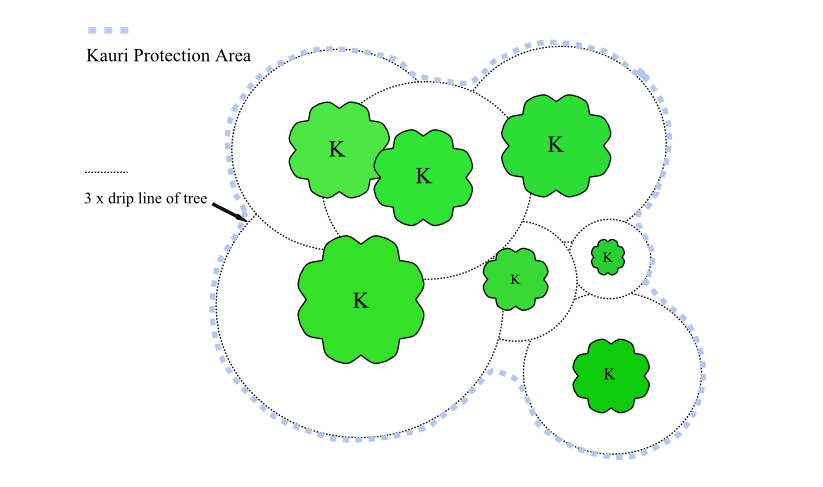 Kauri Protection Area
3 x drip line of tree
K
K
K
K
K
K
K